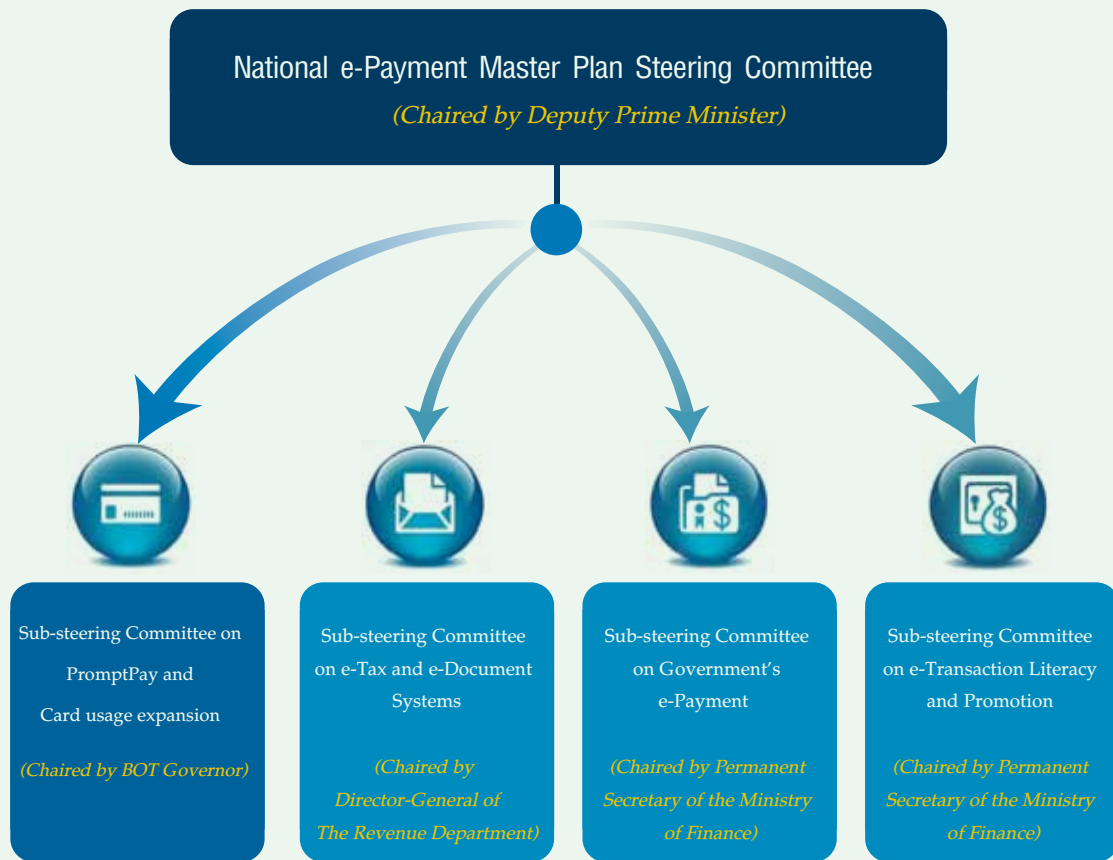 National e-Payment Master Plan Steering Committee
(Chaired by Deputy Prime Minister)
Sub-steering Committee on
PromptPay and
Card usage expansion
(Chaired by BOT Governor)
Sub-steering Committee
on e-Tax and e-Document
Systems
(Chaired by
Director-General of
The Revenue Department)
Sub-steering Committee
on Government's
e-Payment
(Chaired by Permanent
Secretary of the Ministry
of Finance)
Sub-steering Committee
on e-Transaction Literacy
and Promotion
(Chaired by Permanent
Secretary of the Ministry
of Finance)